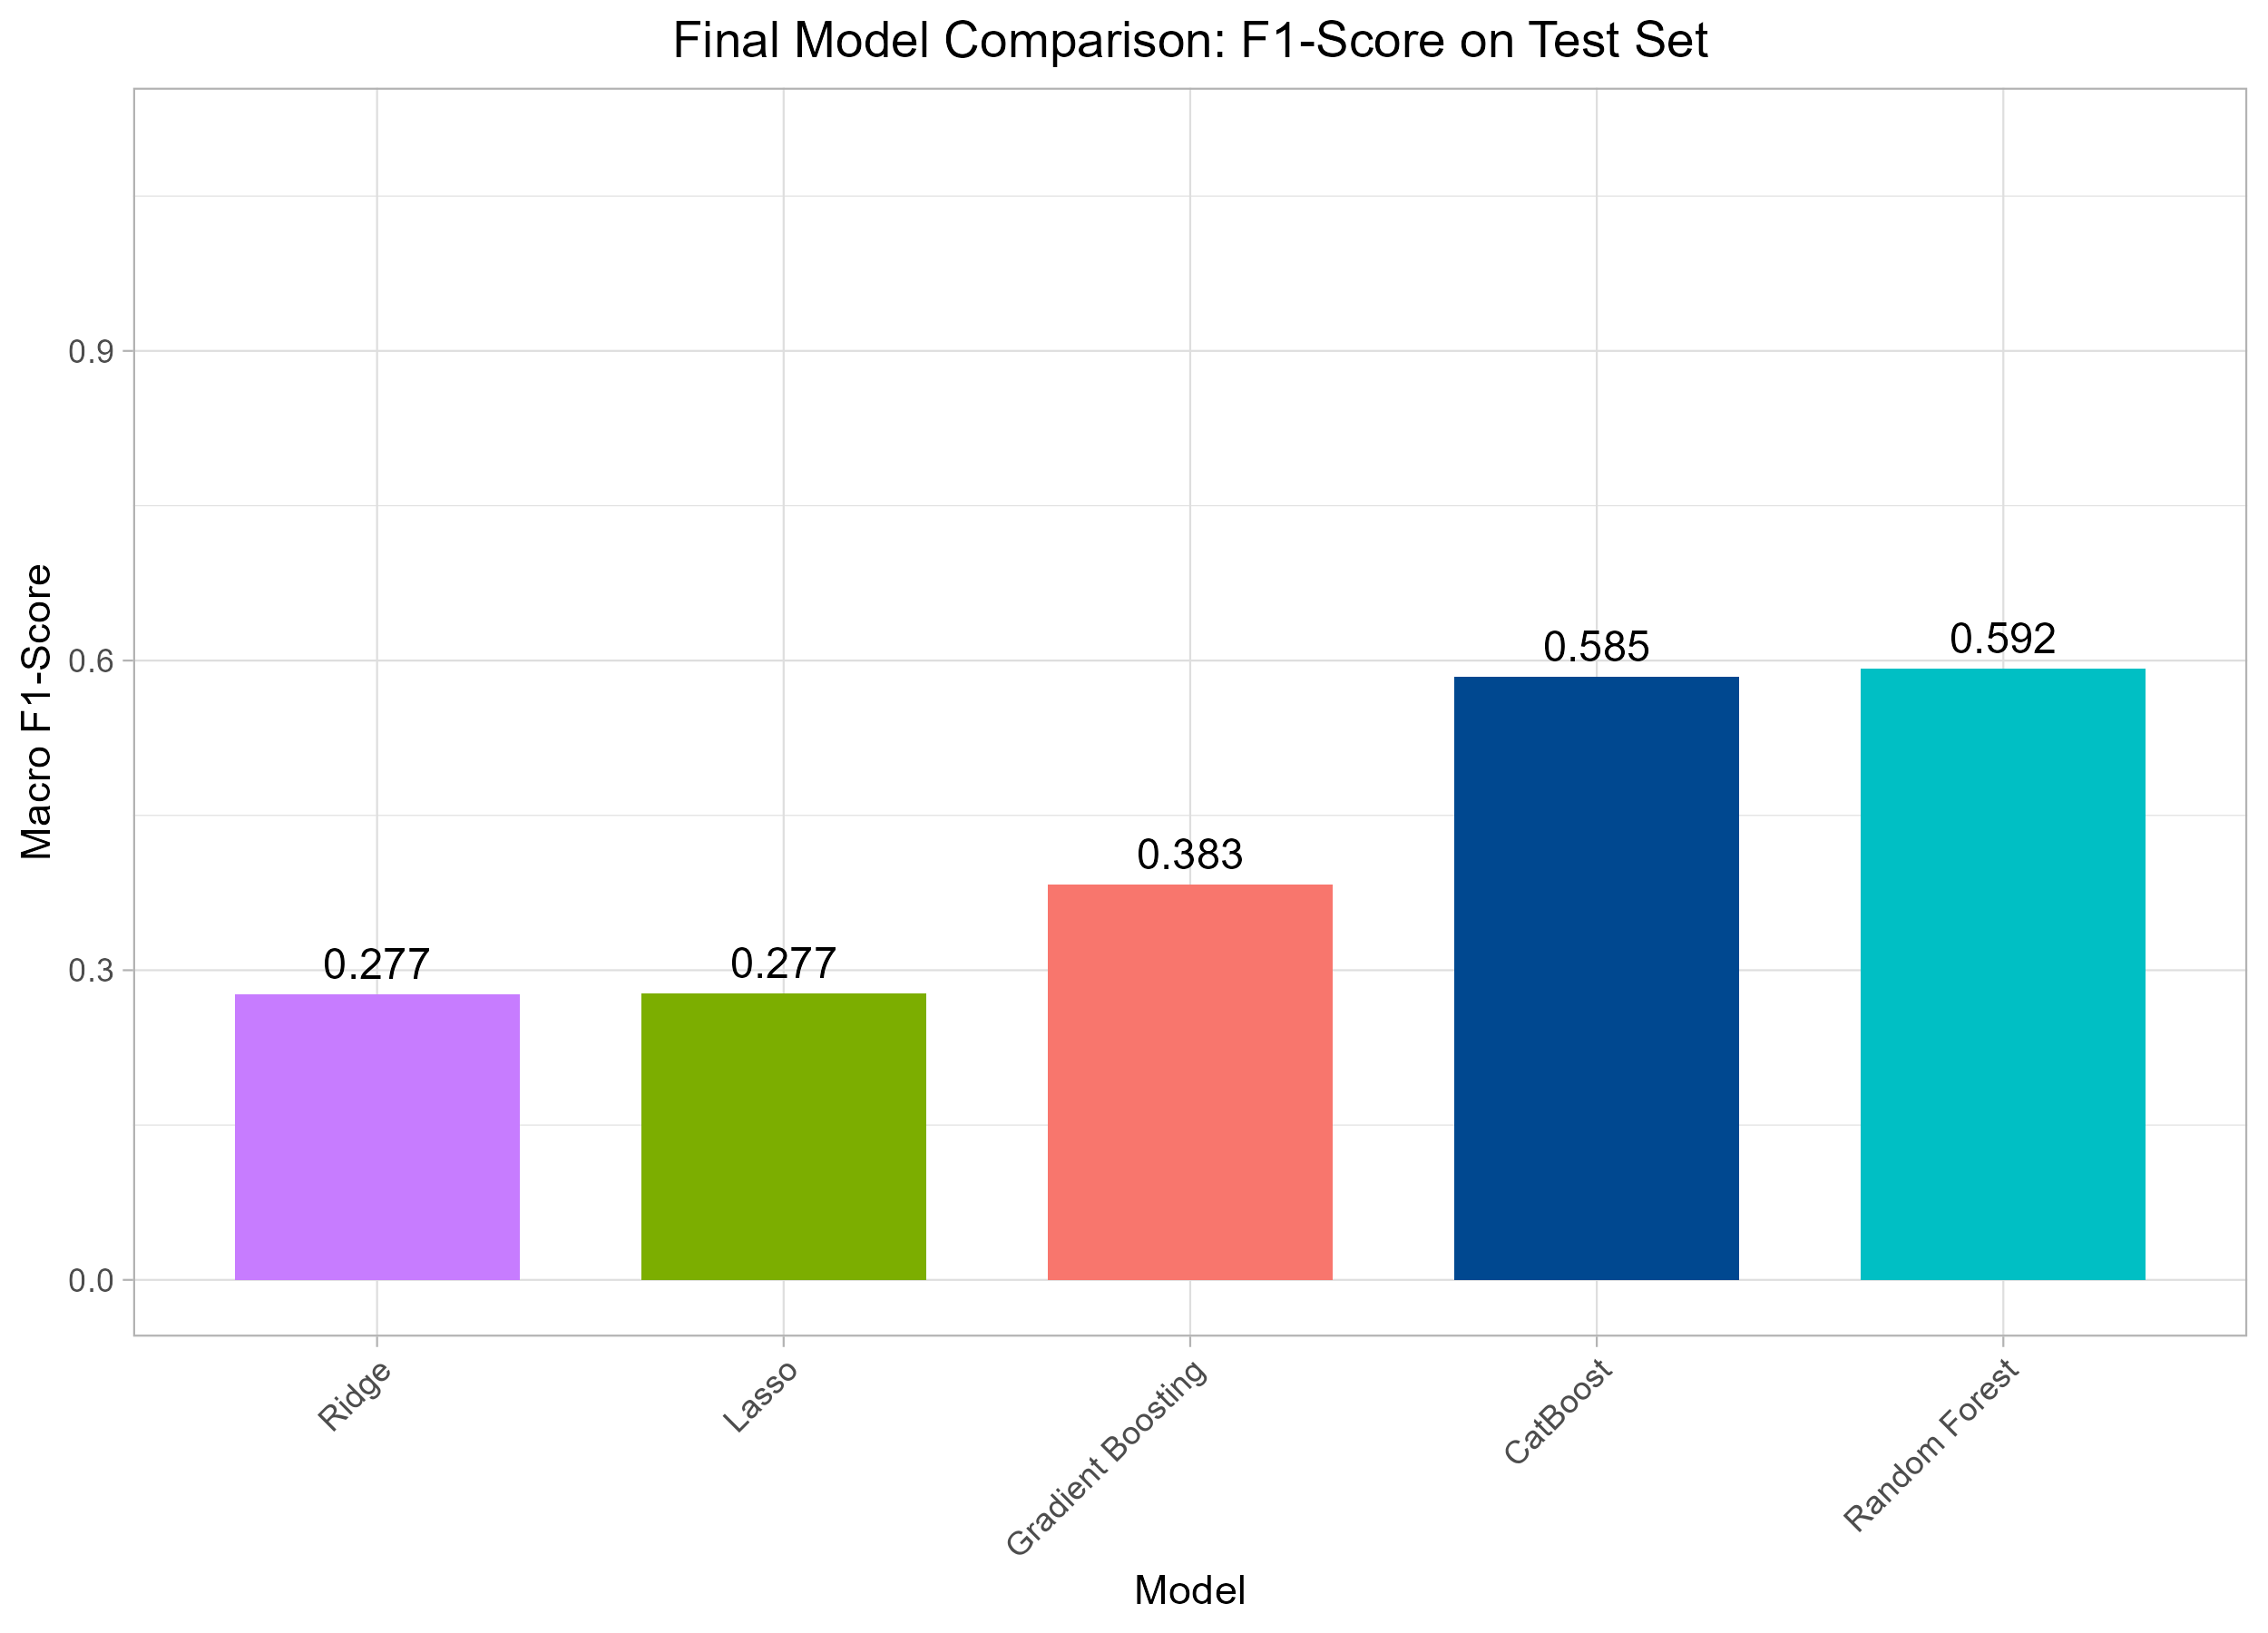 Final Model Comparison: F1-Score on Test Set
Macro F1-Score
0.9
0.6
0.3
0.0
0.277
0.277
0.383
0.585
0.592
Ridge
Lasso
Gradient Boosting
CatBoost
Random Forest
Model